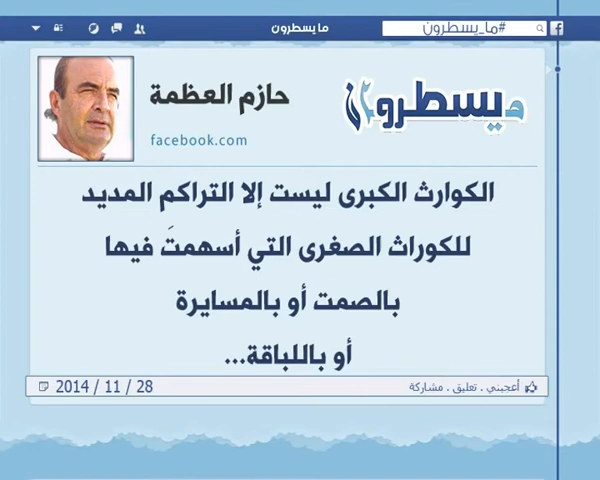 ما يسطرون
#ما_يسطرون
حازم العظمة
facebook.com
ما يسطرون
الكوارث الكبرى ليست إلا التراكم المديد
للكوراث الصغرى التي أسهمتَ فيها
بالصمت أو بالمسايرة
أو باللباقة...
أعجبني . تعليق . مشاركة
2014 / 11 / 28